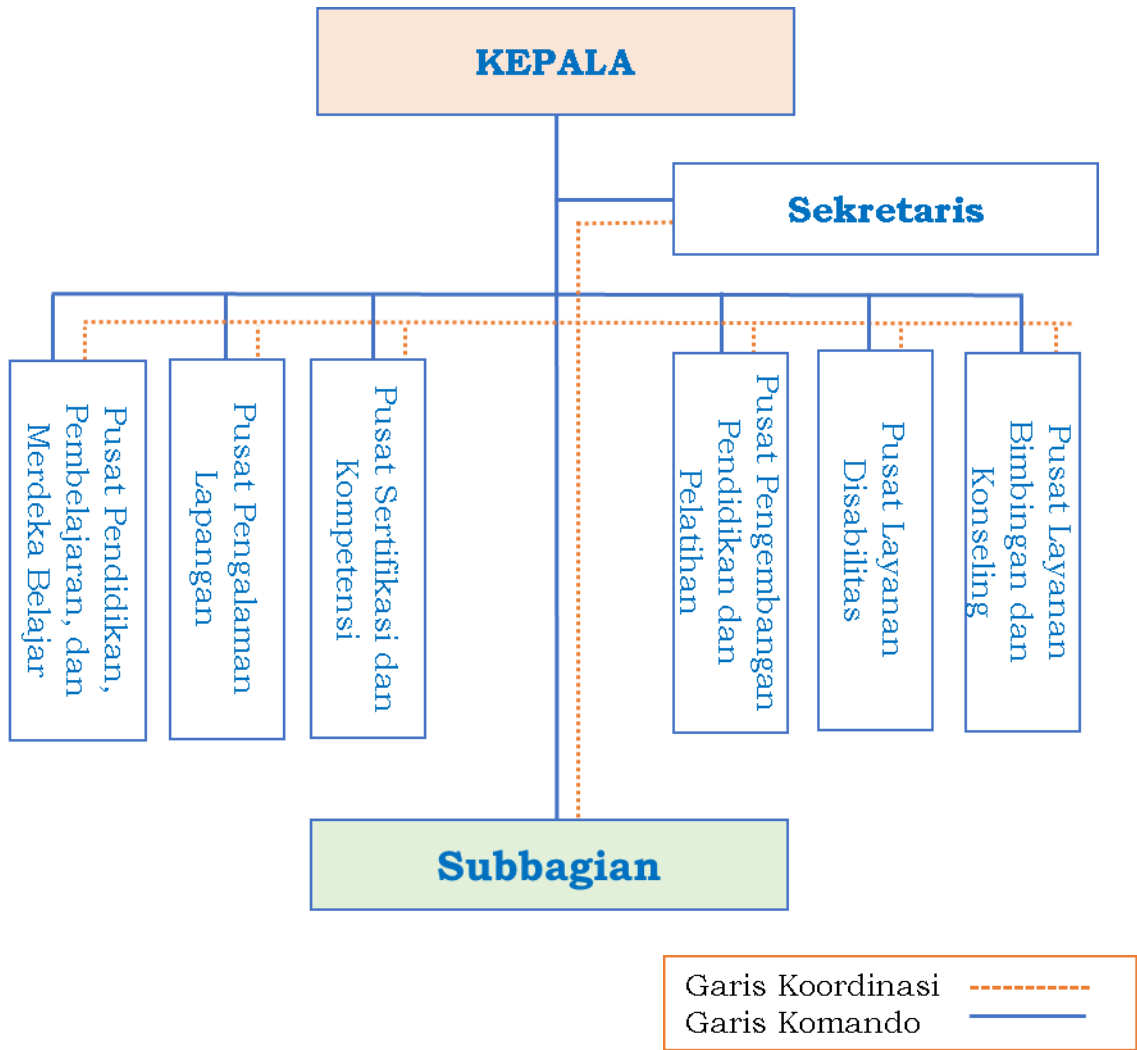 KEPALA
Sekretaris
Pusat Pendidikan,
Pembelajaran, dan
Merdeka Belajar
Pusat Pengalaman
Lapangan
Pusat Sertifikasi dan
Kompetensi
Pusat Pengembangan
Pendidikan dan
Pelatihan
Pusat Layanan
Disabilitas
Pusat Layanan
Bimbingan dan
Konseling
Subbagian
Garis Koordinasi
Garis Komando